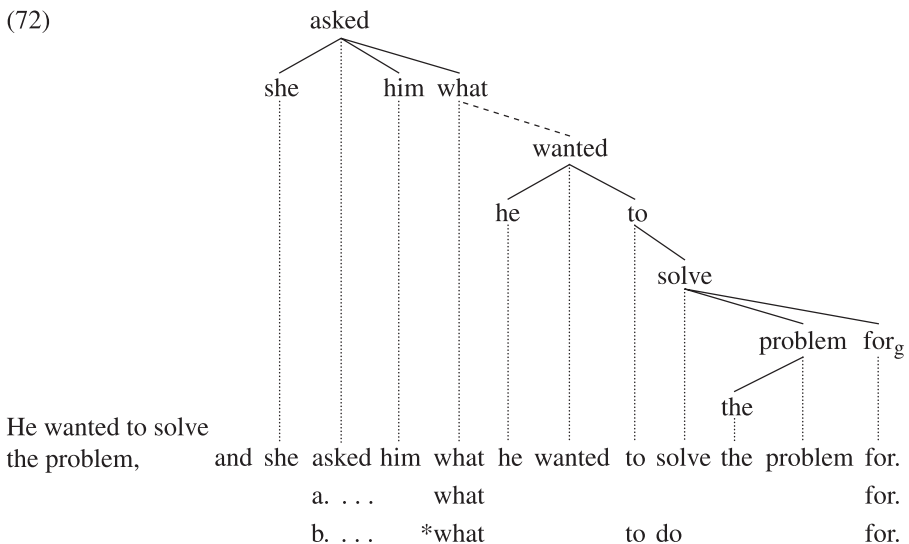 (72)
asked
she him what
wanted
he to
solve
problem for_g
the
He wanted to solve
the problem, and she asked him what he wanted to solve the problem for.
a. . . . what for.
b. . . . *what to do for.